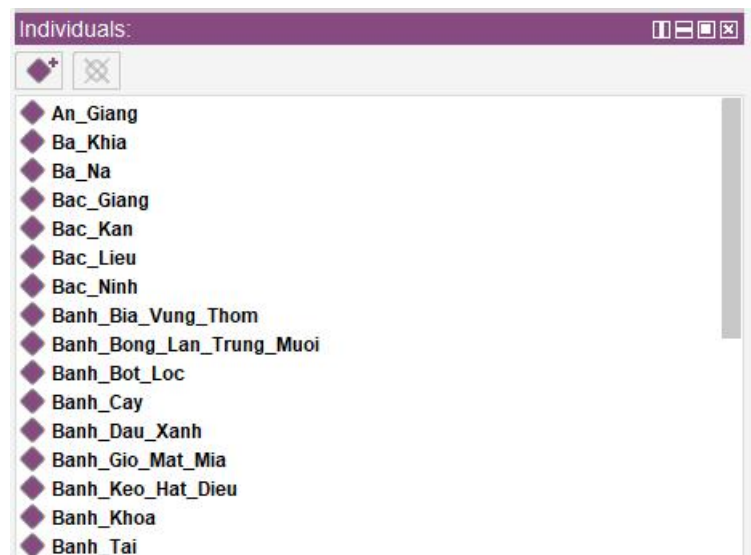 Individuals:
An_Giang
Ba_Khia
Ba_Na
Bac_Giang
Bac_Kan
Bac_Lieu
Bac_Ninh
Banh_Bia_Vung_Thom
Banh_Bong_Lan_Trung_Muoi
Banh_Bot_Loc
Banh_Cay
Banh_Dau_Xanh
Banh_Gio_Mat_Mia
Banh_Keo_Hat_Dieu
Banh_Khoa
Banh_Tai